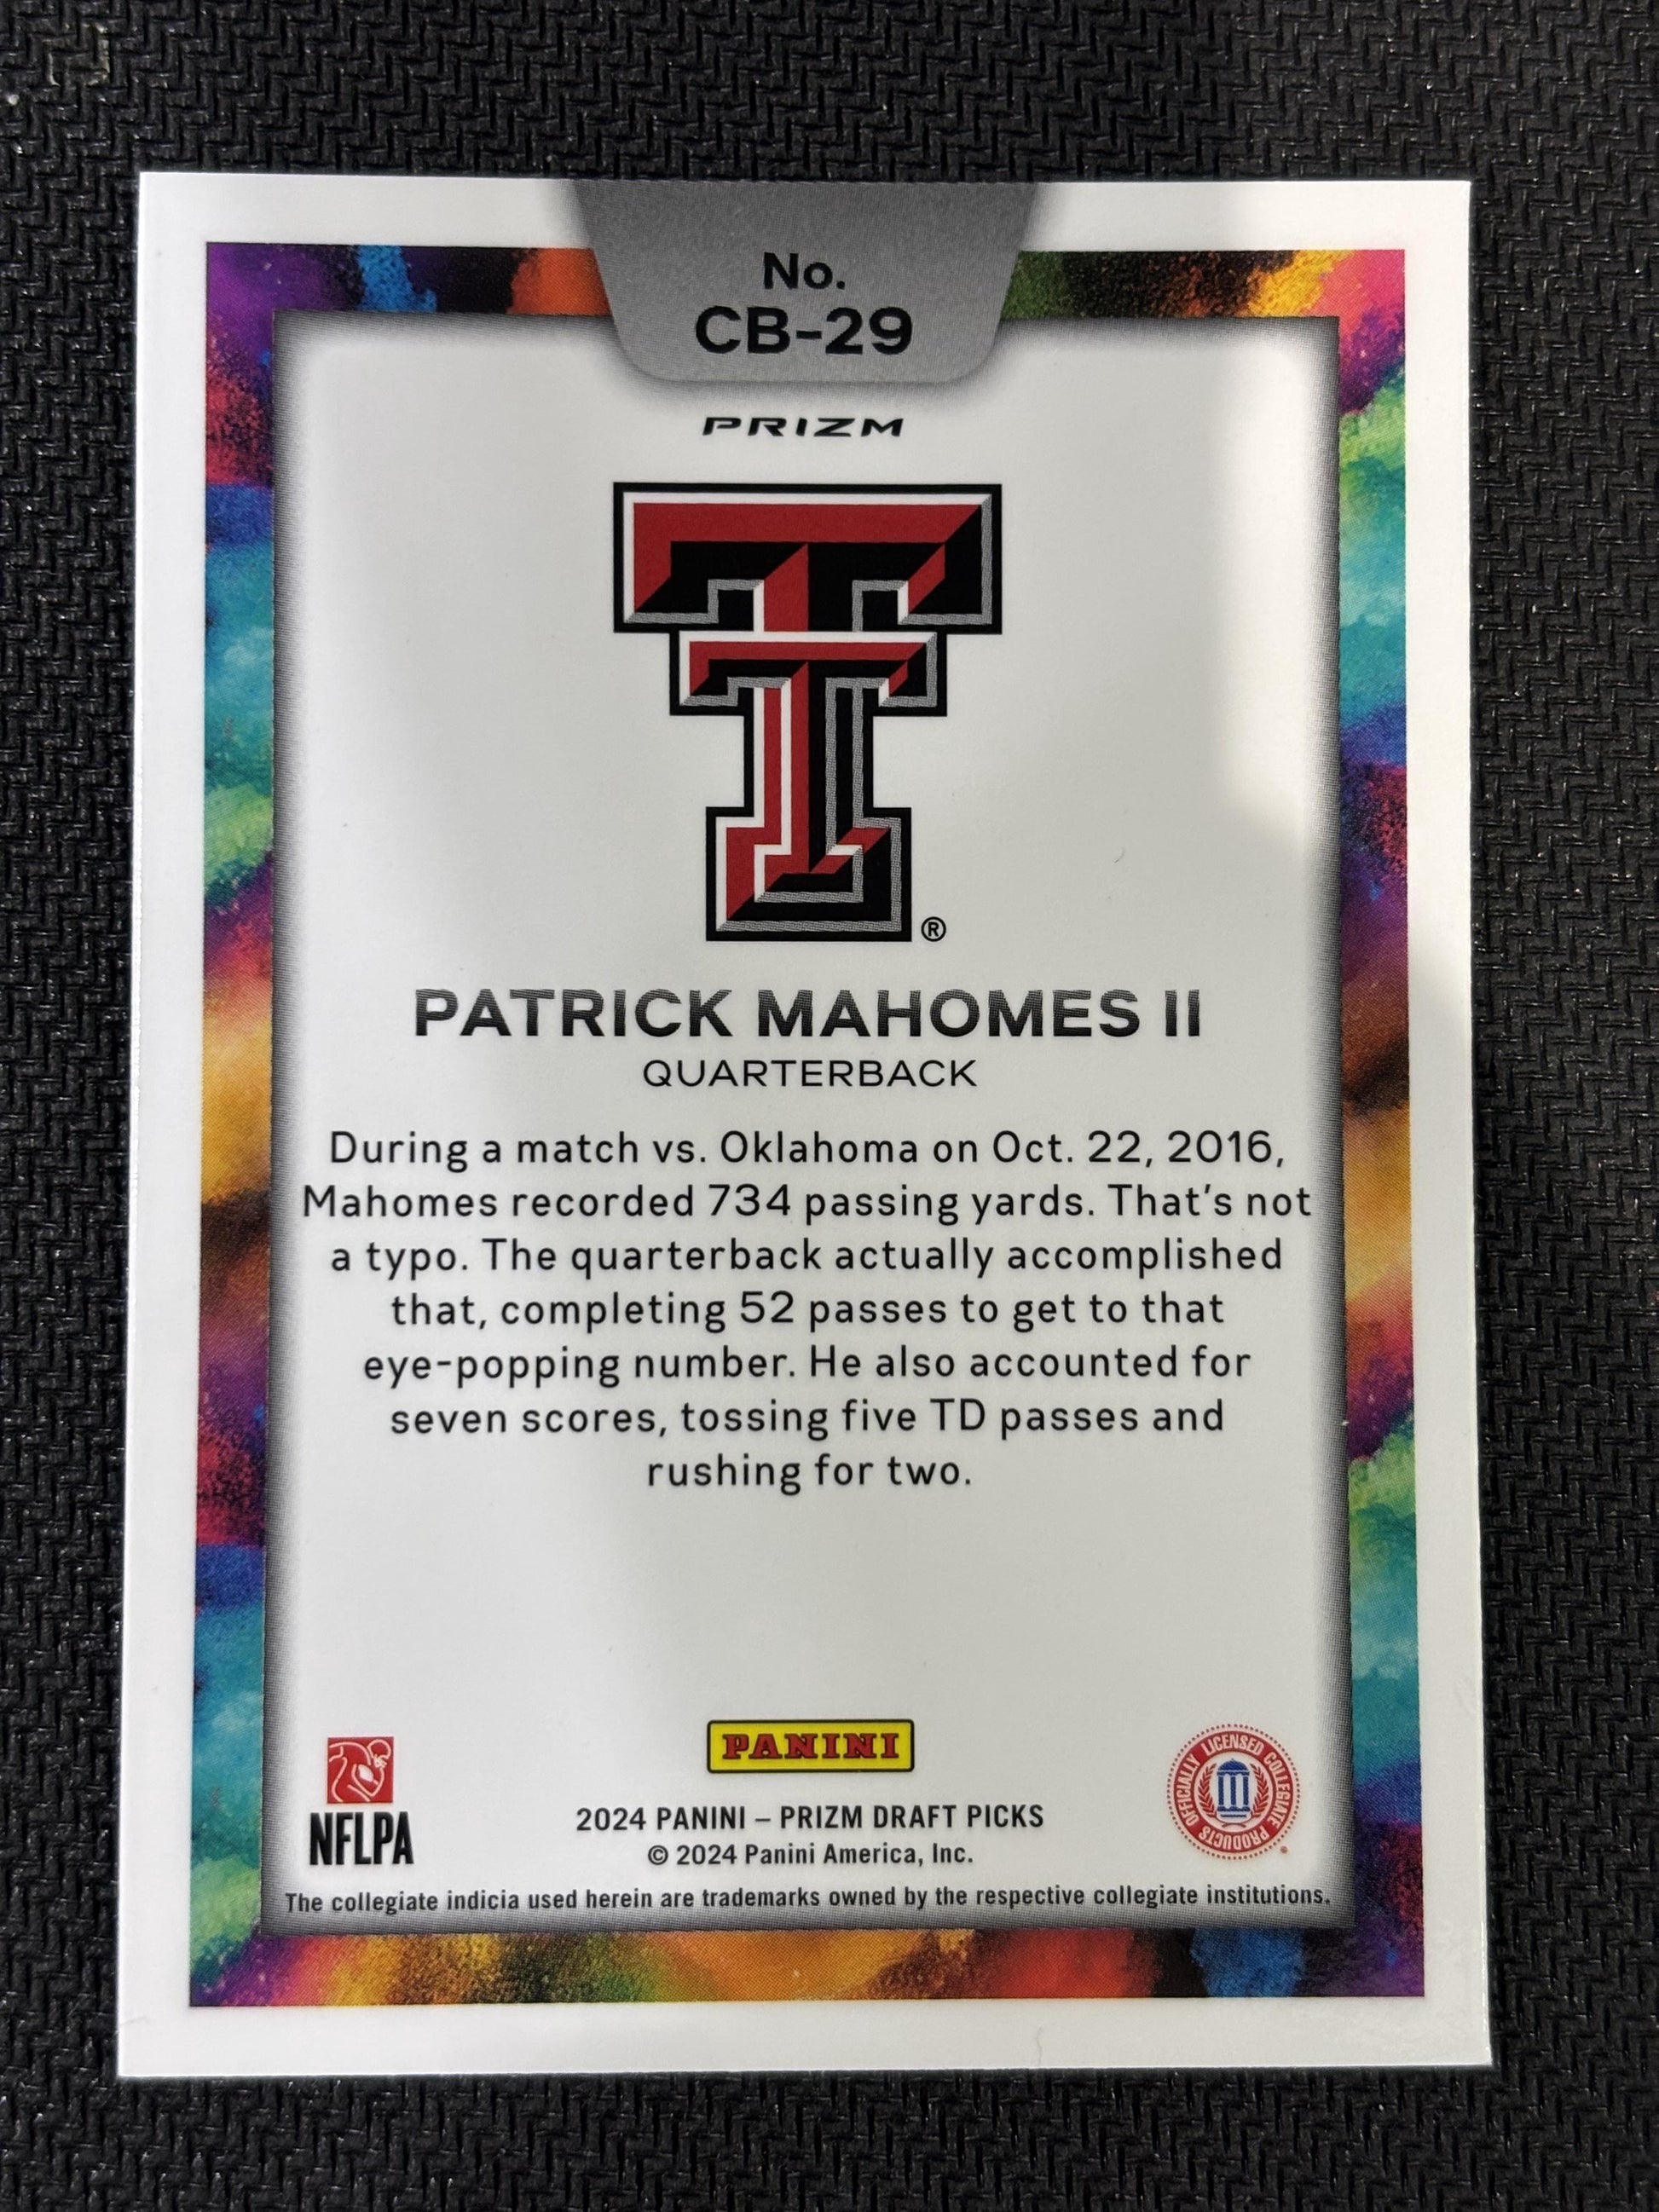 No.
CB-29
PRIZM
®
PATRICK MAHOMES II
QUARTERBACK
During a match vs. Oklahoma on Oct. 22, 2016,
Mahomes recorded 734 passing yards. That's not
a typo. The quarterback actually accomplished
that, completing 52 passes to get to that
eye-popping number. He also accounted for
seven scores, tossing five TD passes and
rushing for two.
PANINI
NFLPA
2024 PANINI – PRIZM DRAFT PICKS
© 2024 Panini America, Inc.
OFFICIALLY LICENSED COLLEGIATE PRODUCTS
The collegiate indicia used herein are trademarks owned by the respective collegiate institutions.